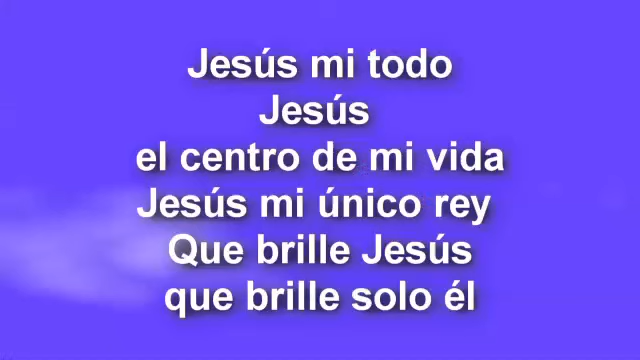 Jesús mi todo
Jesús
el centro de mi vida
Jesús mi único rey
Que brille Jesús
que brille solo él